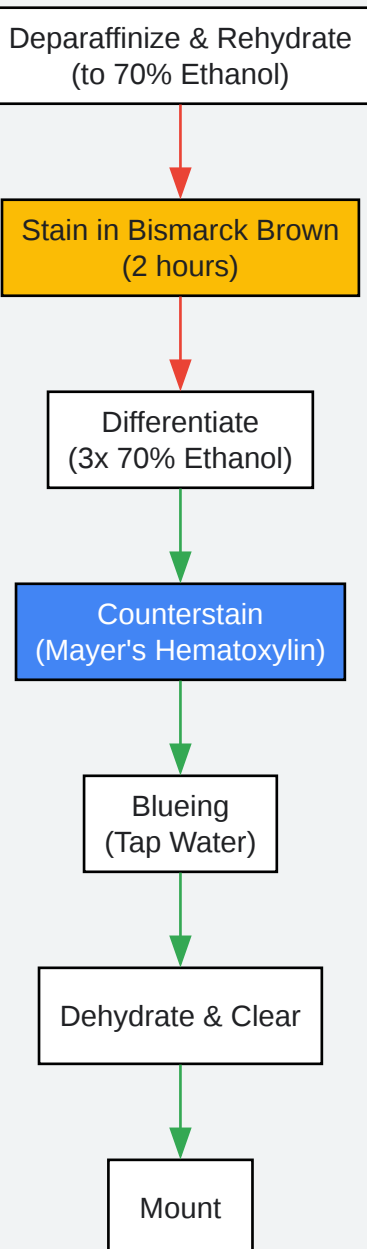 Deparaffinize & Rehydrate
(to 70% Ethanol)
Stain in Bismarck Brown
(2 hours)
Differentiate
(3x 70% Ethanol)
Counterstain
(Mayer's Hematoxylin)
Blueing
(Tap Water)
Dehydrate & Clear
Mount